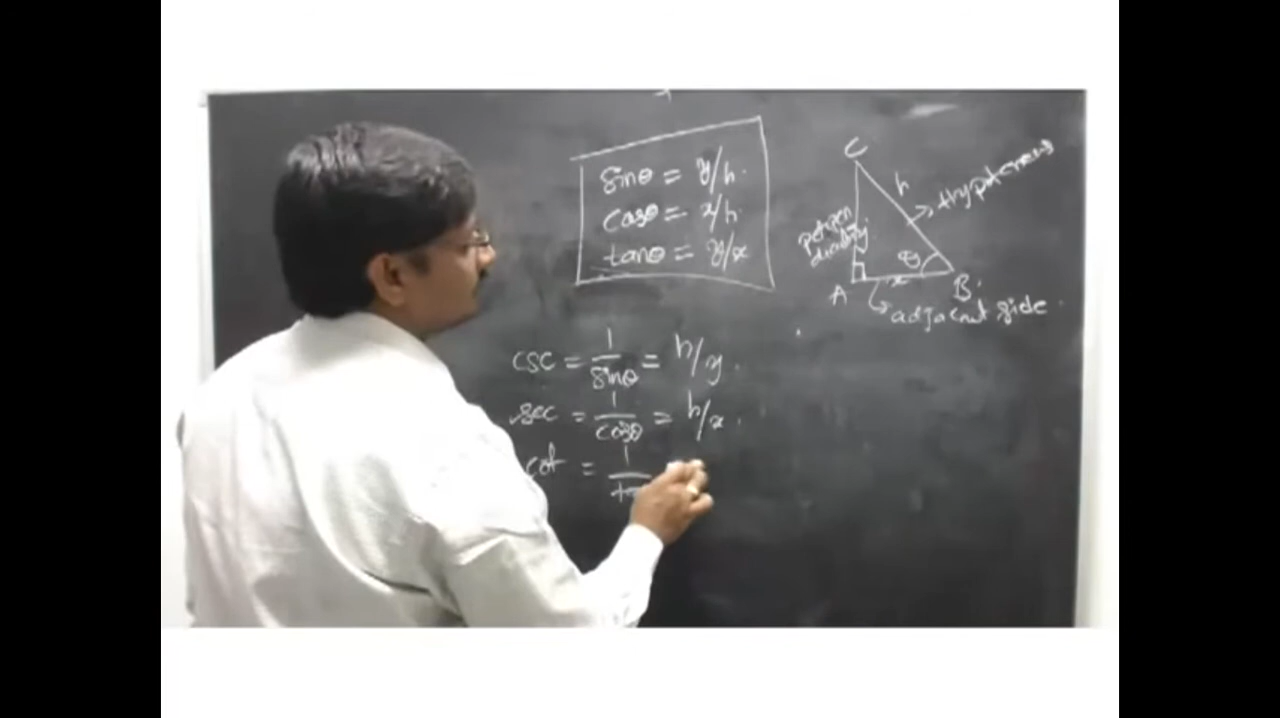 sinθ = y/h.
cosθ = x/h.
tanθ = y/x
C
h
Hypotenuse
θ
x
A
B.
adjacent side.
csc = 1/sinθ = h/y.
sec = 1/cosθ = h/x.
cot = 1/